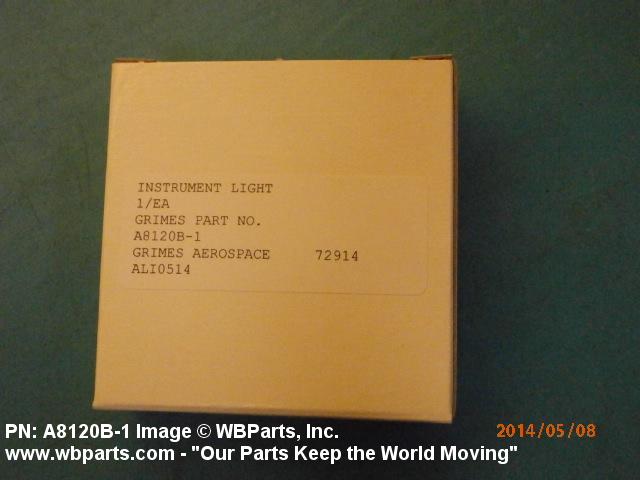 INSTRUMENT LIGHT
1/EA
GRIMES PART NO.
A8120B-1
GRIMES AEROSPACE 72914
ALI0514
PN: A8120B-1 Image © WBParts, Inc. 2014/05/08
www.wbparts.com - "Our Parts Keep the World Moving"